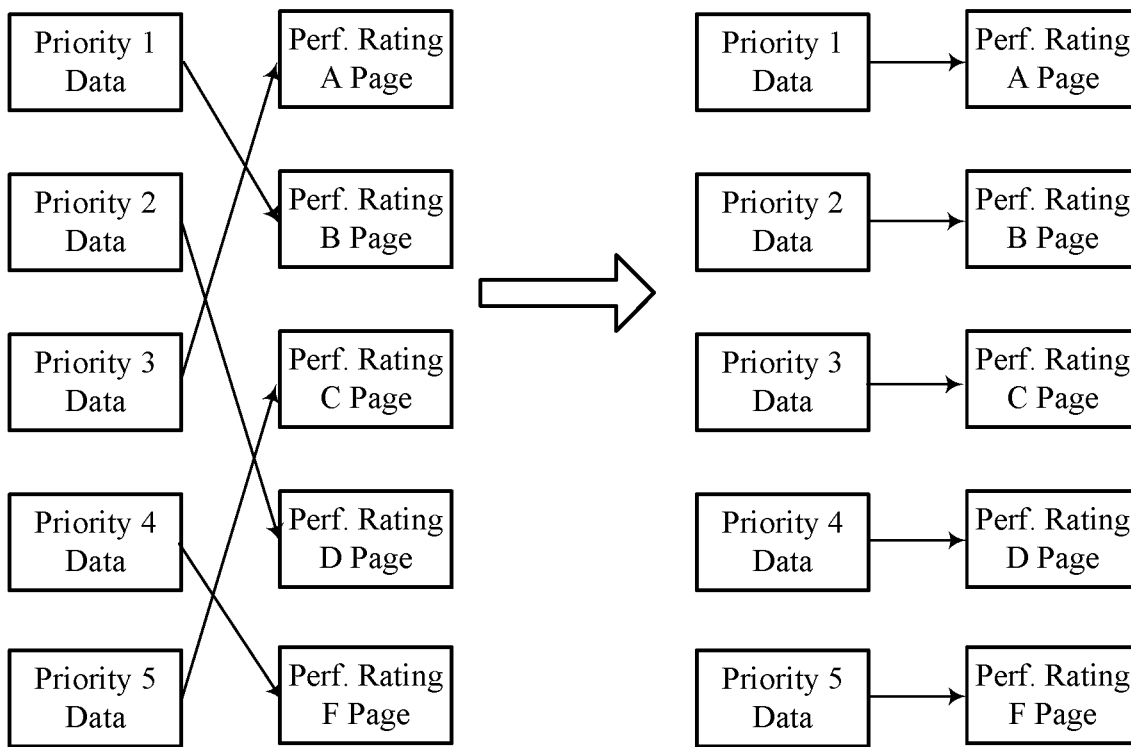 Priority 1
Data
Perf. Rating
A Page
Priority 2
Data
Perf. Rating
B Page
Priority 3
Data
Perf. Rating
C Page
Priority 4
Data
Perf. Rating
D Page
Priority 5
Data
Perf. Rating
F Page
Priority 1
Data
Perf. Rating
A Page
Priority 2
Data
Perf. Rating
B Page
Priority 3
Data
Perf. Rating
C Page
Priority 4
Data
Perf. Rating
D Page
Priority 5
Data
Perf. Rating
F Page